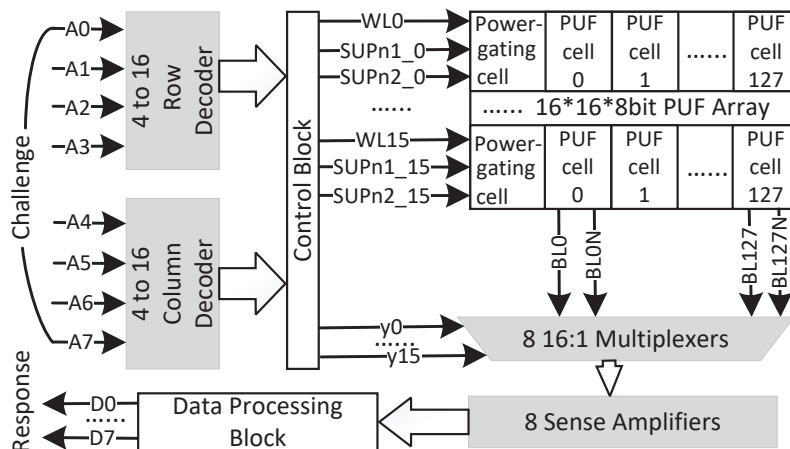 Challenge
A0
A1
A2
A3
4 to 16
Row
Decoder
A4
A5
A6
A7
4 to 16
Column
Decoder
Control Block
WL0
SUPn1_0
SUPn2_0
......
WL15
SUPn1_15
SUPn2_15
y0
......
y15
Power-
gating
cell
PUF
cell
0
PUF
cell
1
......
PUF
cell
127
...... 16*16*8bit PUF Array
Power-
gating
cell
PUF
cell
0
PUF
cell
1
......
PUF
cell
127
BL0
BL0N
BL127
BL127N
8 16:1 Multiplexers
8 Sense Amplifiers
Data Processing
Block
D0
......
D7
Response